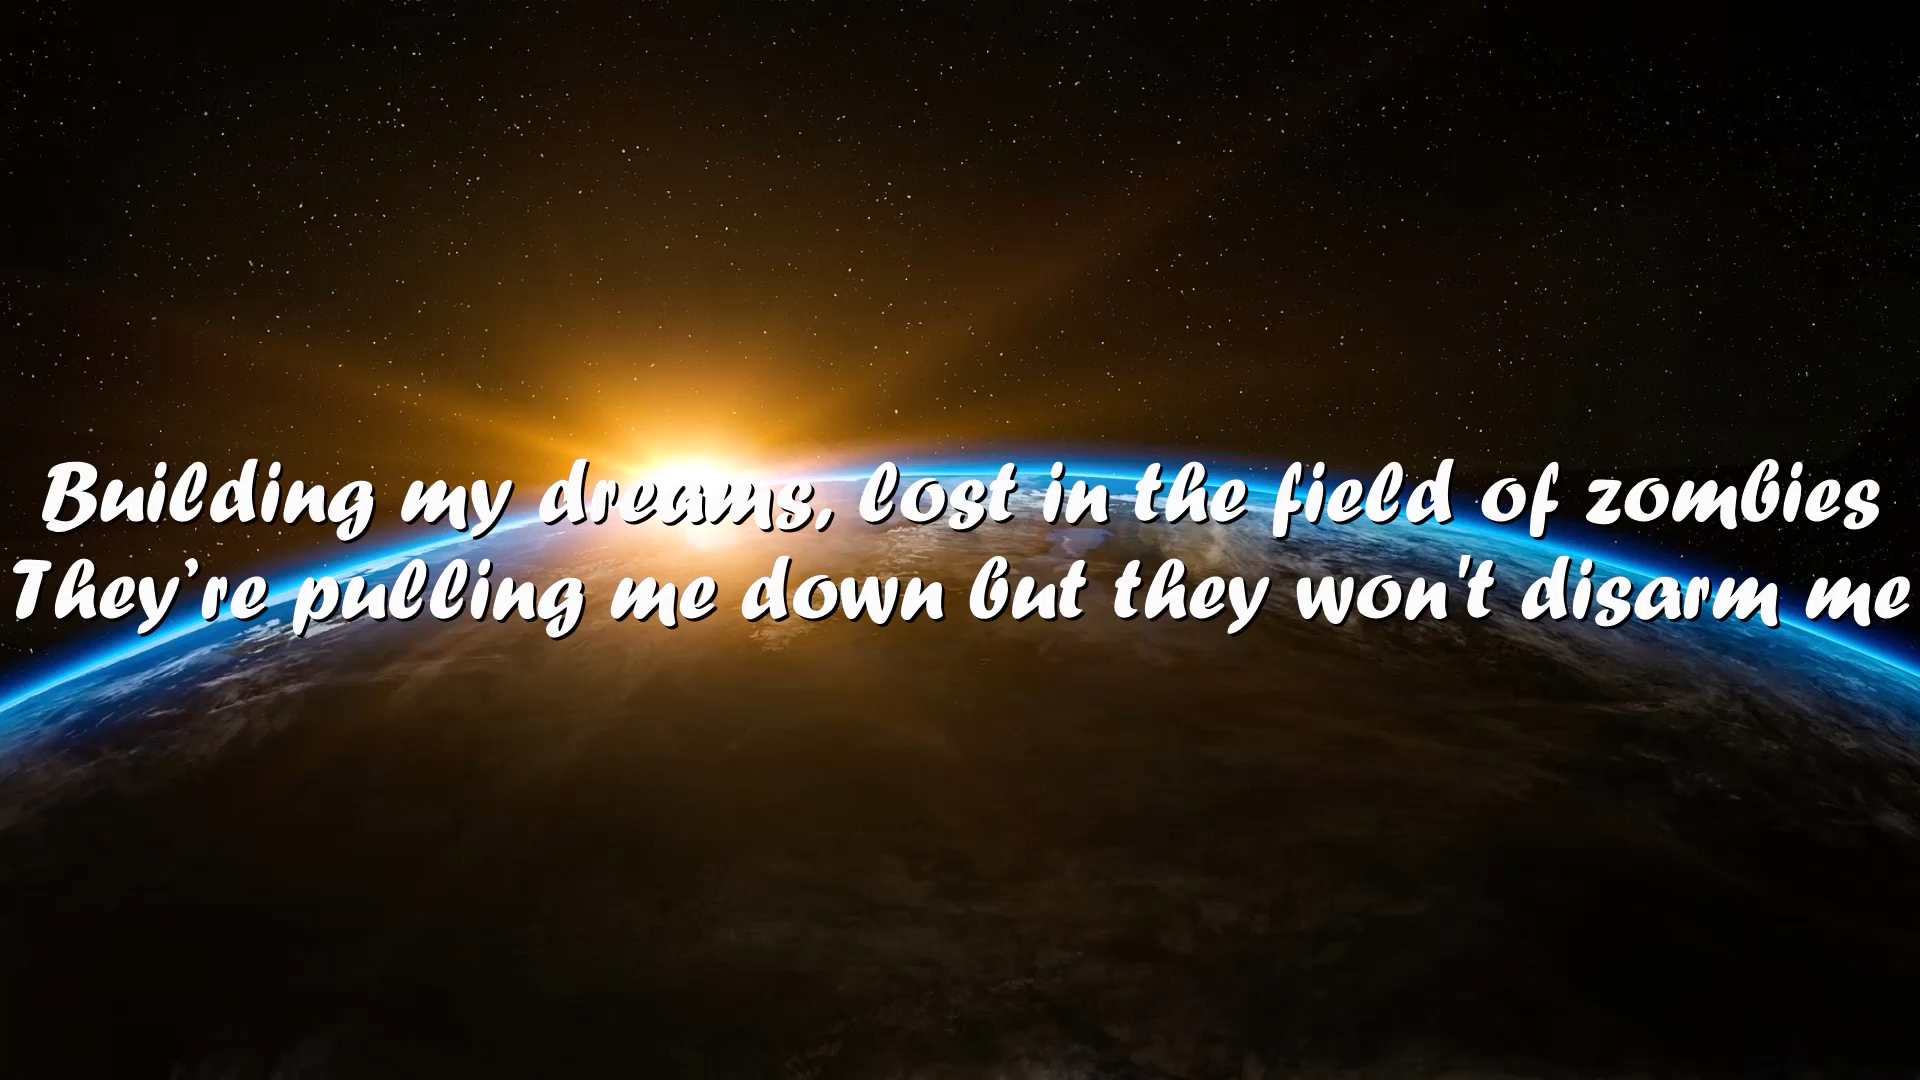 Building my dreams, lost in the field of zombies
They’re pulling me down but they won't disarm me